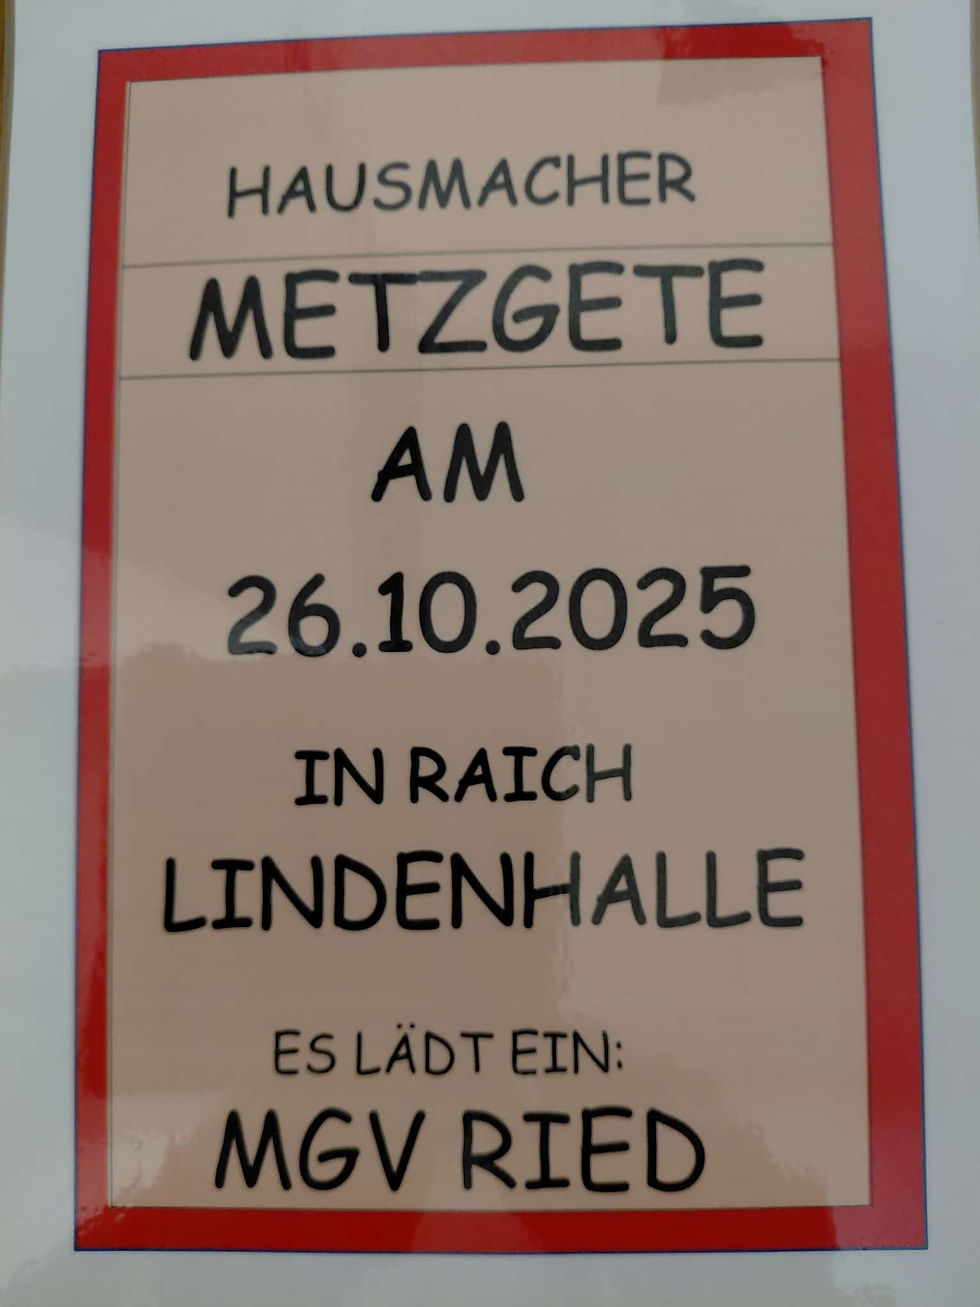 HAUSMACHER
METZGETE
AM
26.10.2025
IN RAICH
LINDENHALLE
ES LÄDT EIN:
MGV RIED